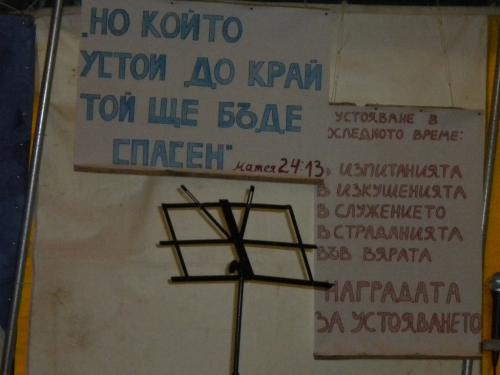 „НО КОЙТО
УСТОИ ДО КРАЙ
ТОЙ ЩЕ БЪДЕ
СПАСЕН"
Матея 24:13
УСТОЯВАНЕ В
ПОСЛЕДНОТО ВРЕМЕ:
В ИЗПИТАНИЯТА
В ИЗКУШЕНИЯТА
В СЛУЖЕНИЕТО
В СТРАДАНИЯТА
ВЪВ ВЯРАТА
НАГРАДАТА
ЗА УСТОЯВАНЕТО